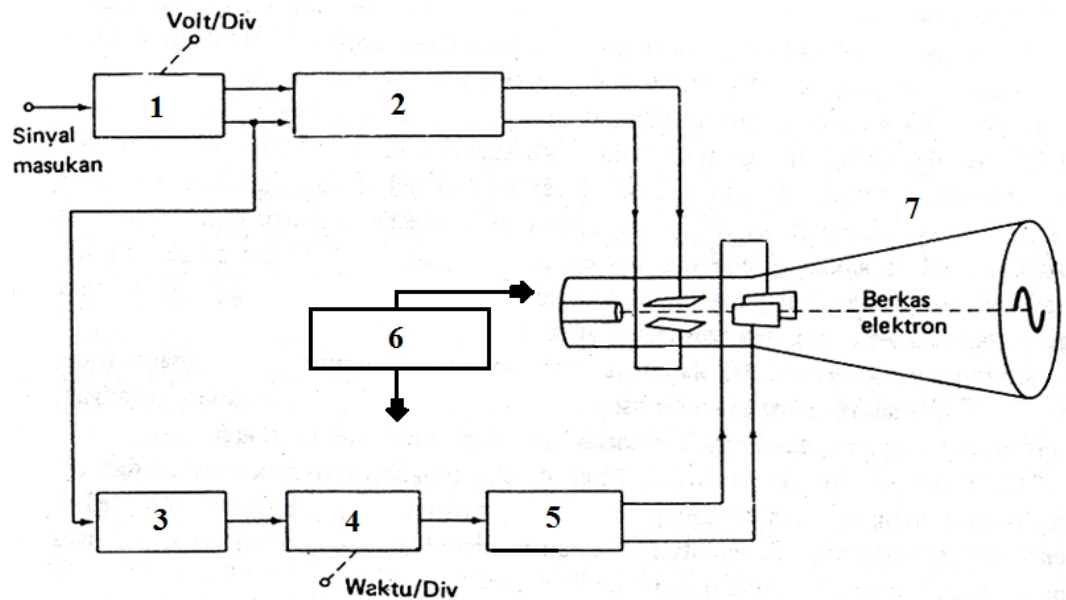 Volt/Div
1
2
Sinyal
masukan
7
Berkas
elektron
6
3
4
5
Waktu/Div